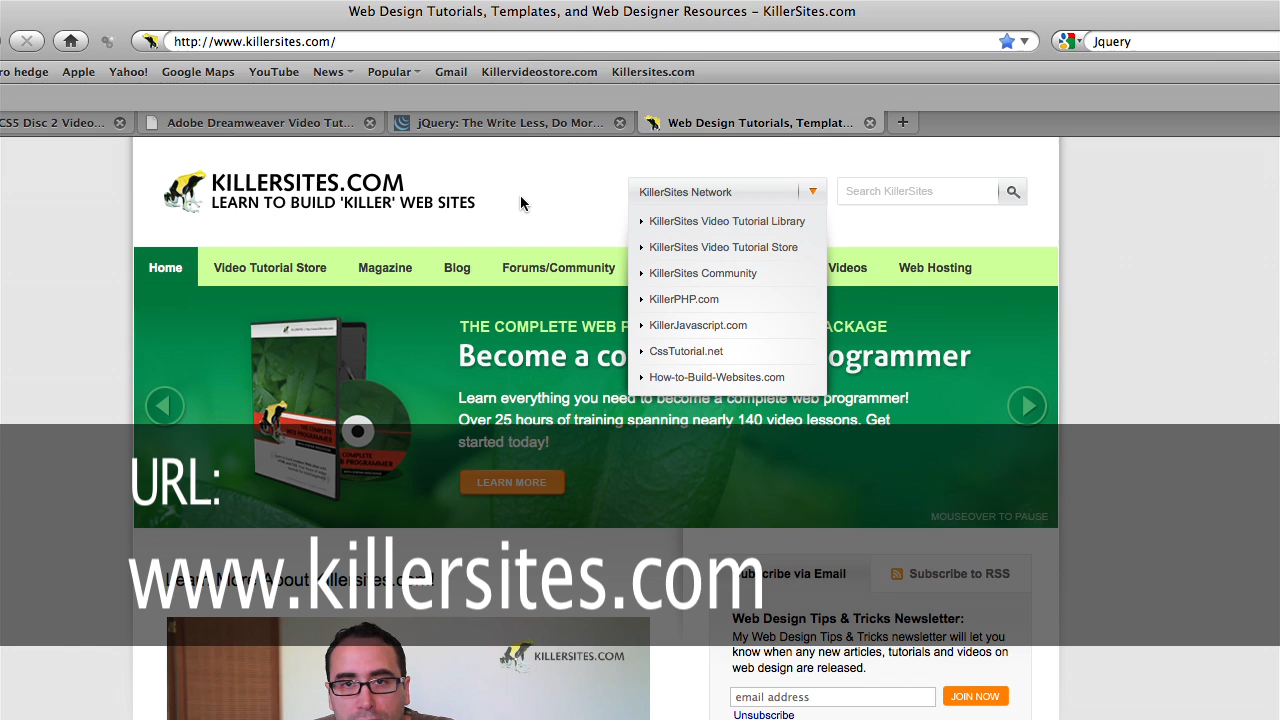 Web Design Tutorials, Templates, and Web Designer Resources – KillerSites.com
http://www.killersites.com/
Jquery
ro hedge Apple Yahoo! Google Maps YouTube News Popular Gmail Killervideostore.com Killersites.com
CS5 Disc 2 Video... Adobe Dreamweaver Video Tut... jQuery: The Write Less, Do Mor... Web Design Tutorials, Templat...
KILLERSITES.COM
LEARN TO BUILD 'KILLER' WEB SITES
KillerSites Network
Search KillerSites
KillerSites Video Tutorial Library
KillerSites Video Tutorial Store
KillerSites Community
KillerPHP.com
KillerJavascript.com
CssTutorial.net
How-to-Build-Websites.com
Home Video Tutorial Store Magazine Blog Forums/Community Videos Web Hosting
THE COMPLETE WEB P ACKAGE
Become a co ogrammer
Learn everything you need to become a complete web programmer!
Over 25 hours of training spanning nearly 140 video lessons. Get
started today!
LEARN MORE
MOUSEOVER TO PAUSE
URL:
www.killersites.com
Learn More About Killersites.com!
Subscribe via Email
Subscribe to RSS
Web Design Tips & Tricks Newsletter:
My Web Design Tips & Tricks newsletter will let you
know when any new articles, tutorials and videos on
web design are released.
email address
JOIN NOW
Unsubscribe
KILLERSITES.COM